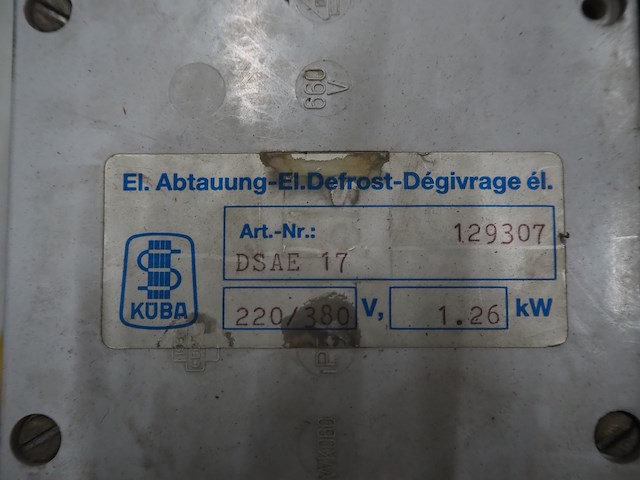 660
V
El. Abtauung-El.Defrost-Dégivrage él.
Art.-Nr.: 129307
DSAE 17
KÜBA
220/380 V, 1.26 kW